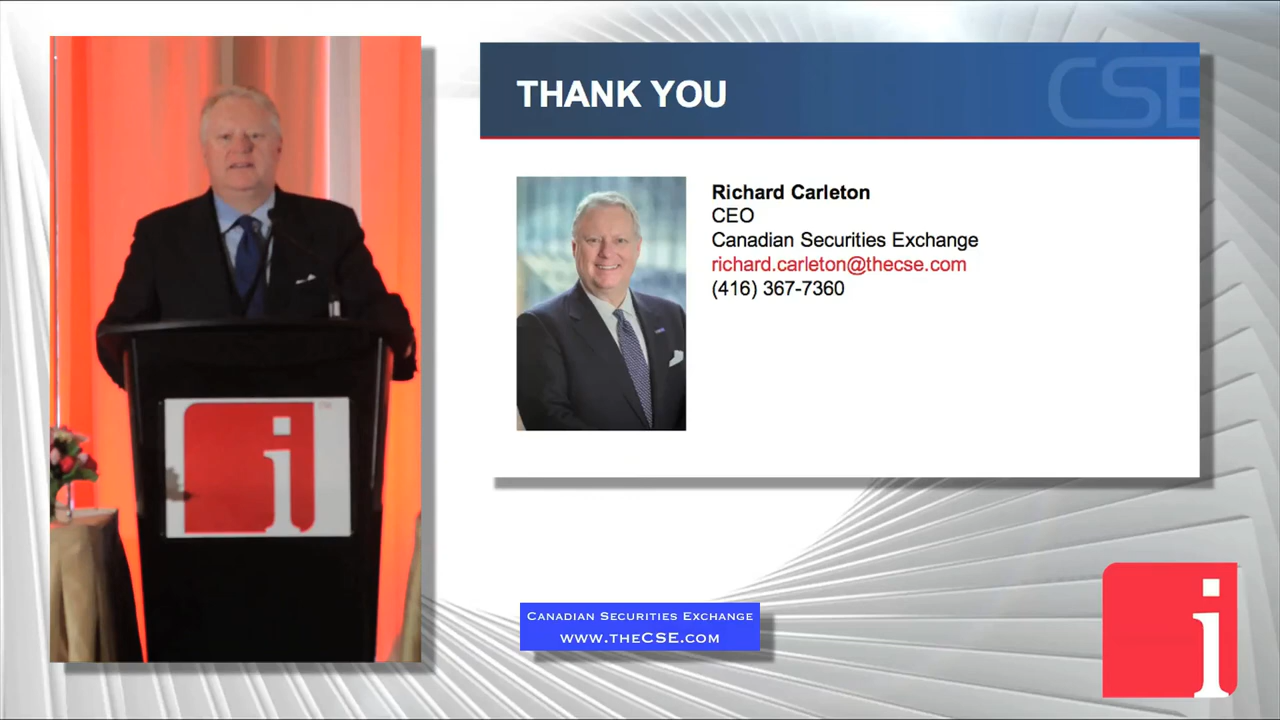 THANK YOU
CSE
Richard Carleton
CEO
Canadian Securities Exchange
richard.carleton@thecse.com
(416) 367-7360
i
Canadian Securities Exchange
www.theCSE.com
i